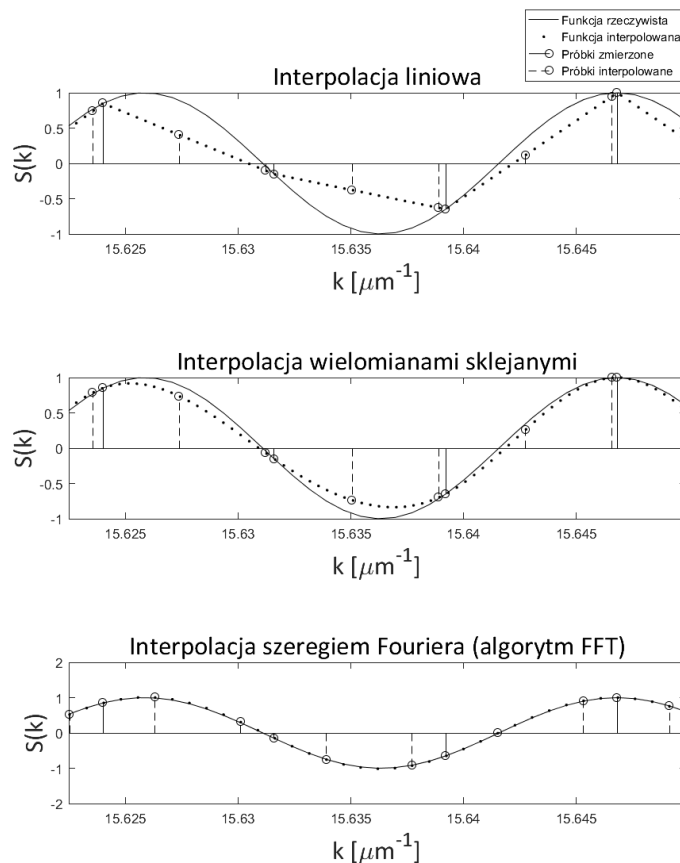 Funkcja rzeczywista
Funkcja interpolowana
Próbki zmierzone
Próbki interpolowane
Interpolacja liniowa
1
0.5
0
-0.5
-1
S(k)
15.625 15.63 15.635 15.64 15.645
k [μm⁻¹]
Interpolacja wielomianami sklejanymi
1
0.5
0
-0.5
-1
S(k)
15.625 15.63 15.635 15.64 15.645
k [μm⁻¹]
Interpolacja szeregiem Fouriera (algorytm FFT)
2
1
0
-1
-2
S(k)
15.625 15.63 15.635 15.64 15.645
k [μm⁻¹]